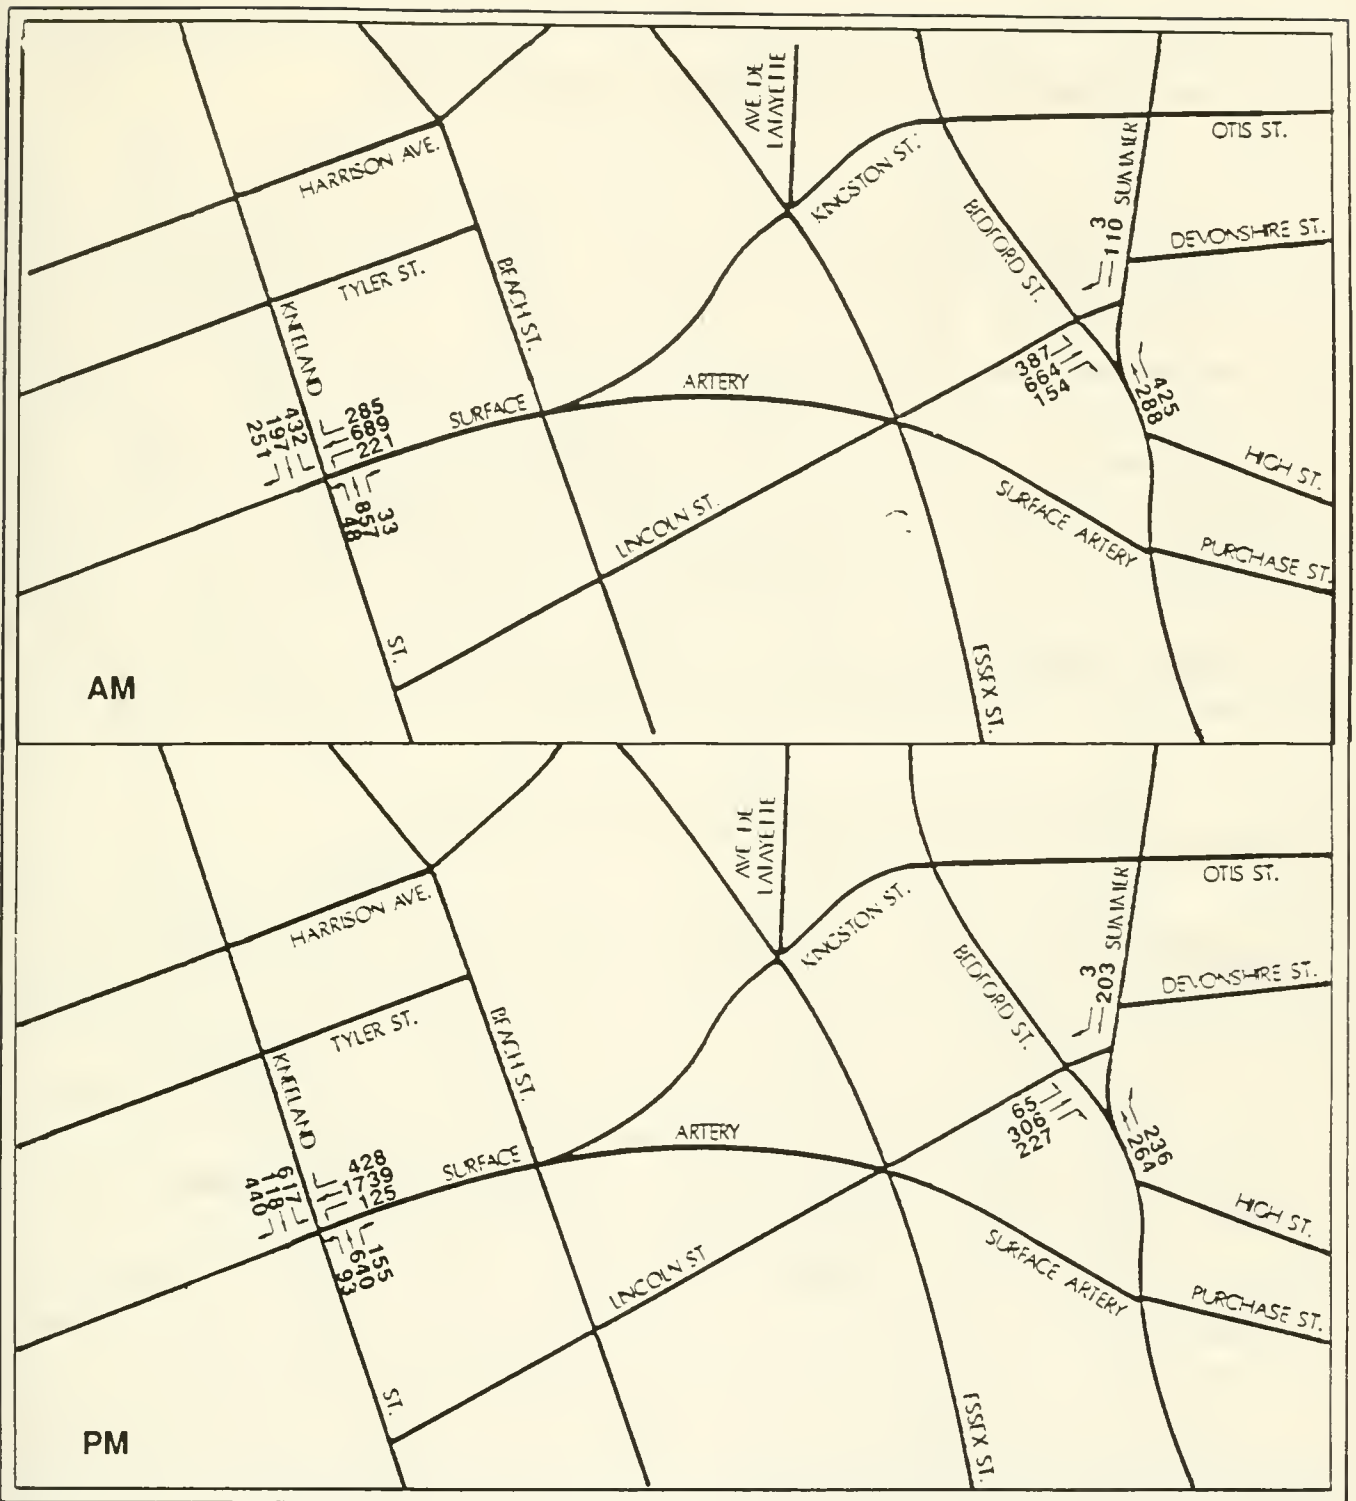 AVE. DE
LAFAYETTE
OTIS ST.
SUMMER
HARRISON AVE.
KINGSTON ST.
3
110
DEVONSHIRE ST.
BEDFORD ST.
TYLER ST.
BEACH ST.
KNEELAND
387
664
154
425
288
ARTERY
SURFACE
285
689
221
432
197
251
HIGH ST.
LINCOLN ST.
SURFACE ARTERY
33
857
48
PURCHASE ST.
ST.
ESSEX ST.
AM
AVE. DE
LAFAYETTE
OTIS ST.
SUMMER
HARRISON AVE.
KINGSTON ST.
3
203
DEVONSHIRE ST.
BEDFORD ST.
TYLER ST.
BEACH ST.
KNEELAND
65
306
227
236
264
ARTERY
SURFACE
428
1739
125
617
118
440
HIGH ST.
LINCOLN ST
SURFACE ARTERY
155
640
93
PURCHASE ST.
ST.
ESSEX ST.
PM